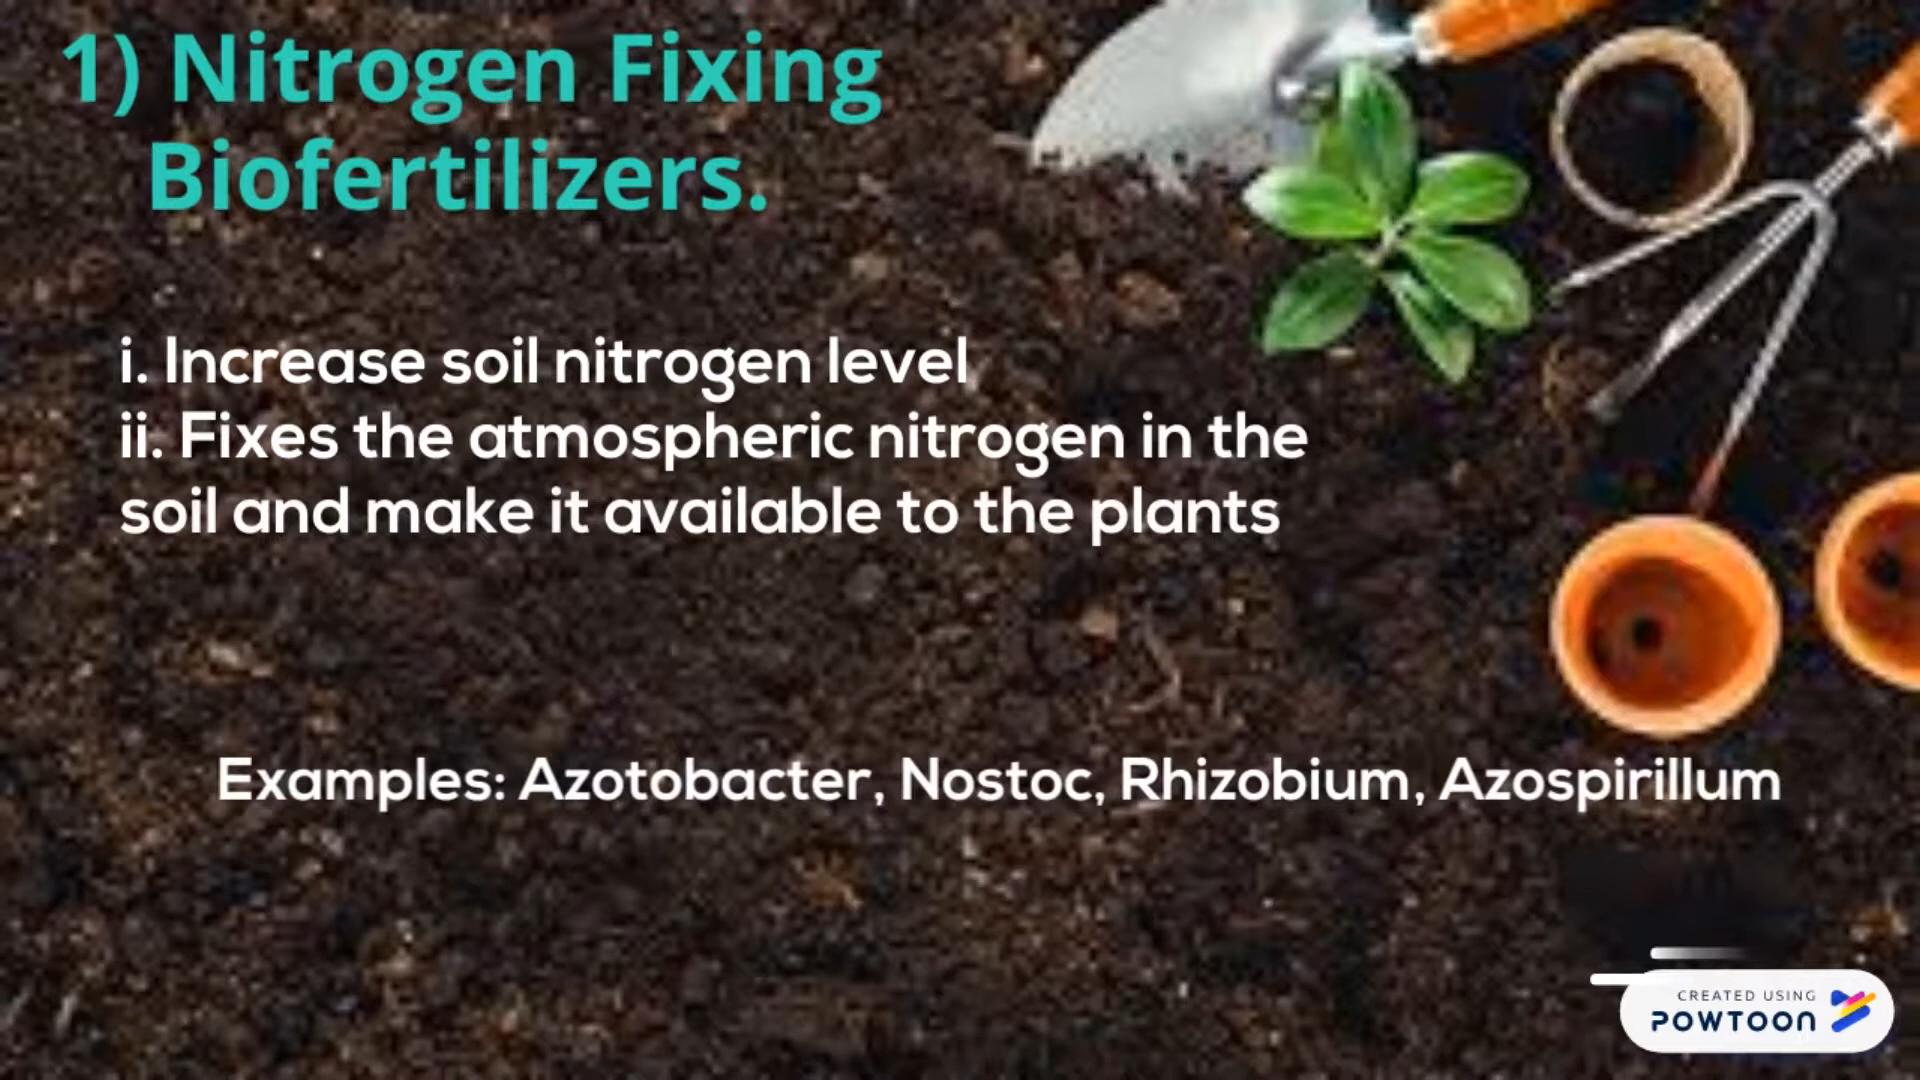 1) Nitrogen Fixing
Biofertilizers.
i. Increase soil nitrogen level
ii. Fixes the atmospheric nitrogen in the
soil and make it available to the plants
Examples: Azotobacter, Nostoc, Rhizobium, Azospirillum
CREATED USING
POWTOON